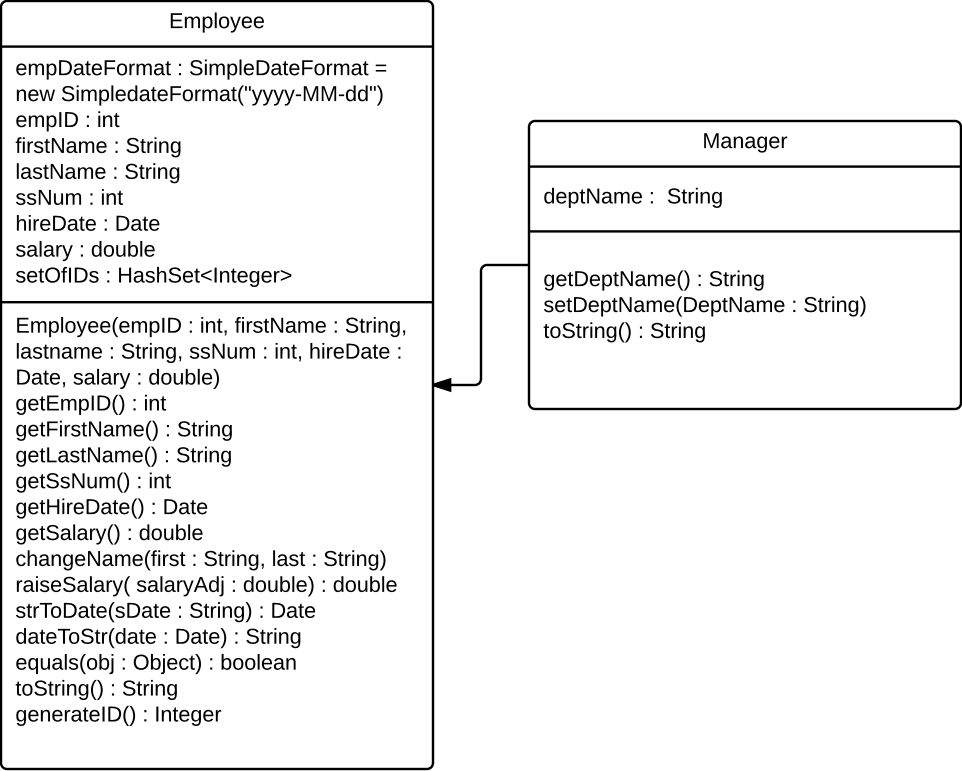 Employee
empDateFormat : SimpleDateFormat =
new SimpledateFormat("yyyy-MM-dd")
empID : int
firstName : String
lastName : String
ssNum : int
hireDate : Date
salary : double
setOfIDs : HashSet<Integer>
Employee(empID : int, firstName : String,
lastname : String, ssNum : int, hireDate :
Date, salary : double)
getEmpID() : int
getFirstName() : String
getLastName() : String
getSsNum() : int
getHireDate() : Date
getSalary() : double
changeName(first : String, last : String)
raiseSalary( salaryAdj : double) : double
strToDate(sDate : String) : Date
dateToStr(date : Date) : String
equals(obj : Object) : boolean
toString() : String
generateID() : Integer
Manager
deptName :  String
getDeptName() : String
setDeptName(DeptName : String)
toString() : String